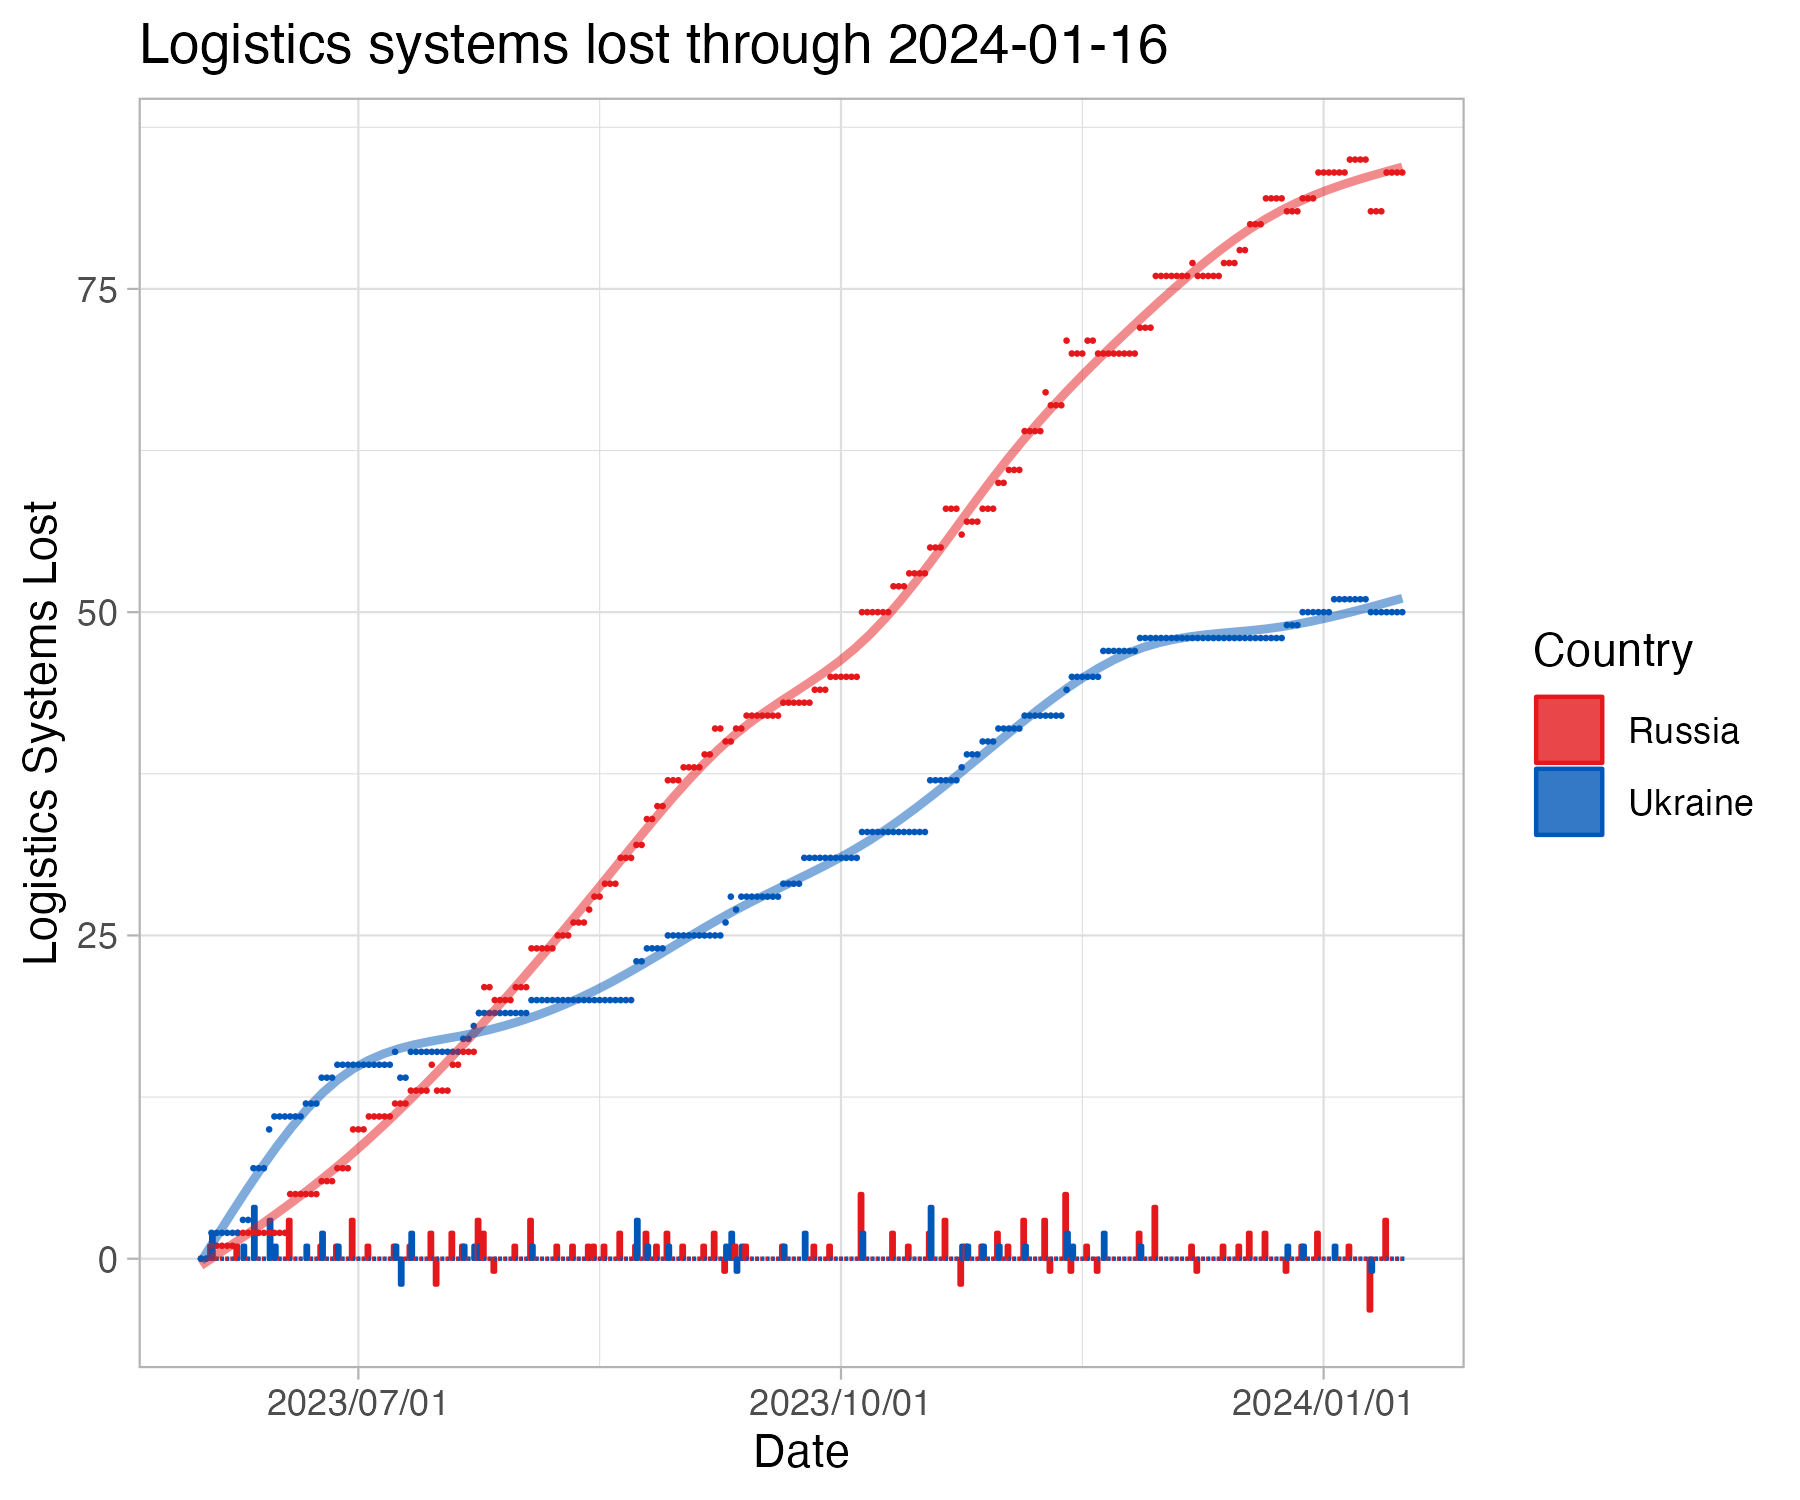 Logistics systems lost through 2024-01-16
Logistics Systems Lost
75
50
25
0
2023/07/01
2023/10/01
2024/01/01
Date
Country
Russia
Ukraine